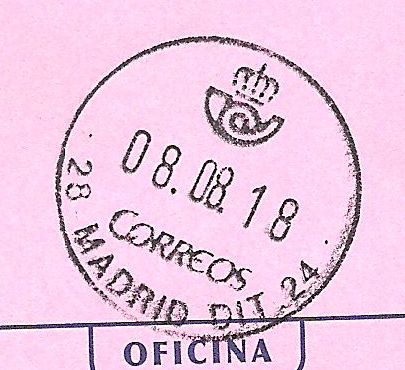 08.08.18
CORREOS
28 MADRID DIT. 24
OFICINA